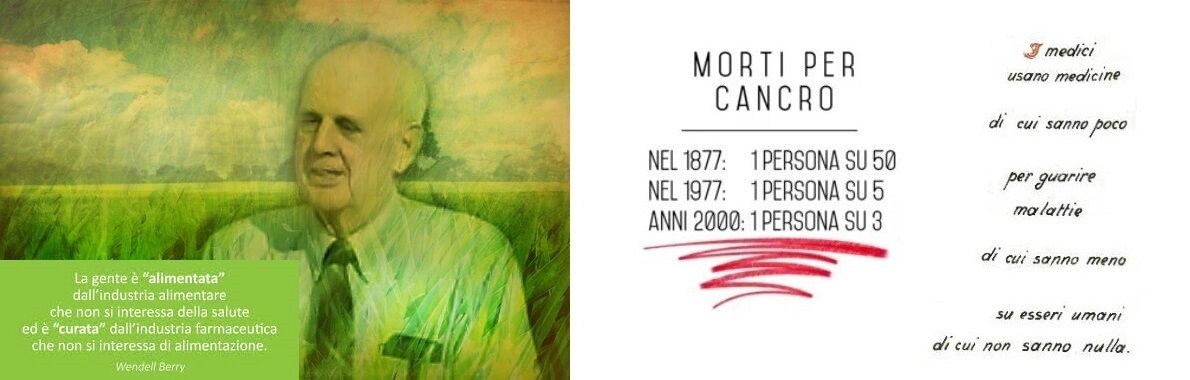 La gente è “alimentata”
dall’industria alimentare
che non si interessa della salute
ed è “curata” dall’industria farmaceutica
che non si interessa di alimentazione.
Wendell Berry
MORTI PER
CANCRO
NEL 1877: 1 PERSONA SU 50
NEL 1977: 1 PERSONA SU 5
ANNI 2000: 1 PERSONA SU 3
I medici
usano medicine
di cui sanno poco
per guarire
malattie
di cui sanno meno
su esseri umani
di cui non sanno nulla.